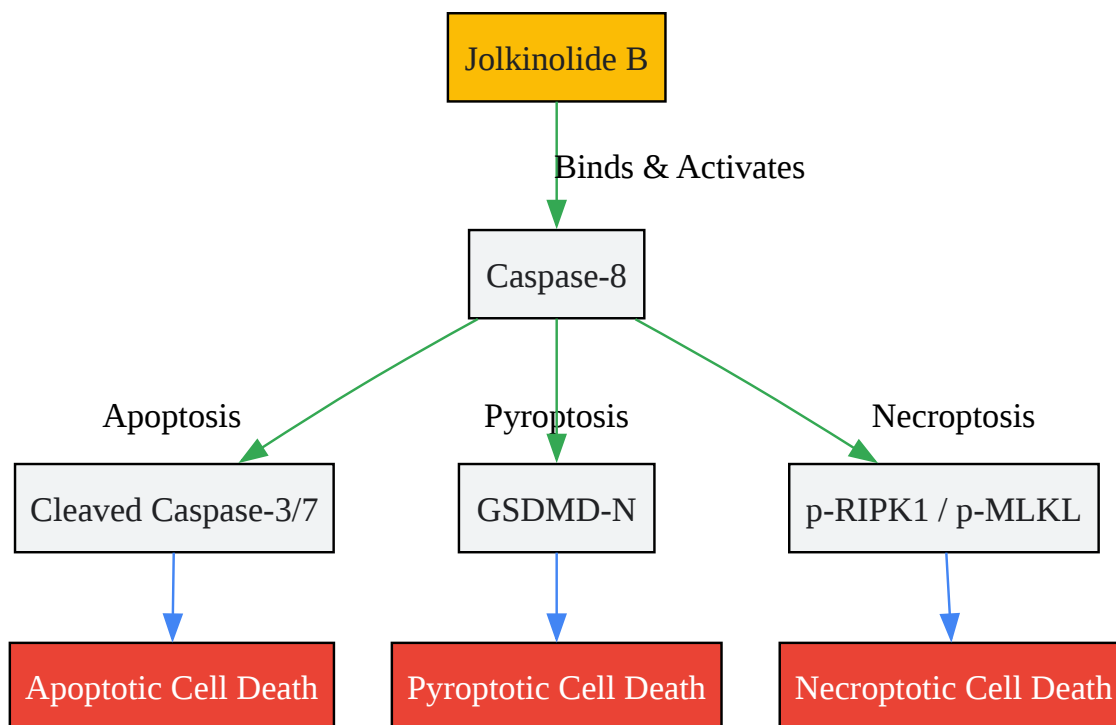 Jolkinolide B
Binds & Activates
Caspase-8
Apoptosis
Pyroptosis
Necroptosis
Cleaved Caspase-3/7
GSDMD-N
p-RIPK1 / p-MLKL
Apoptotic Cell Death
Pyroptotic Cell Death
Necroptotic Cell Death